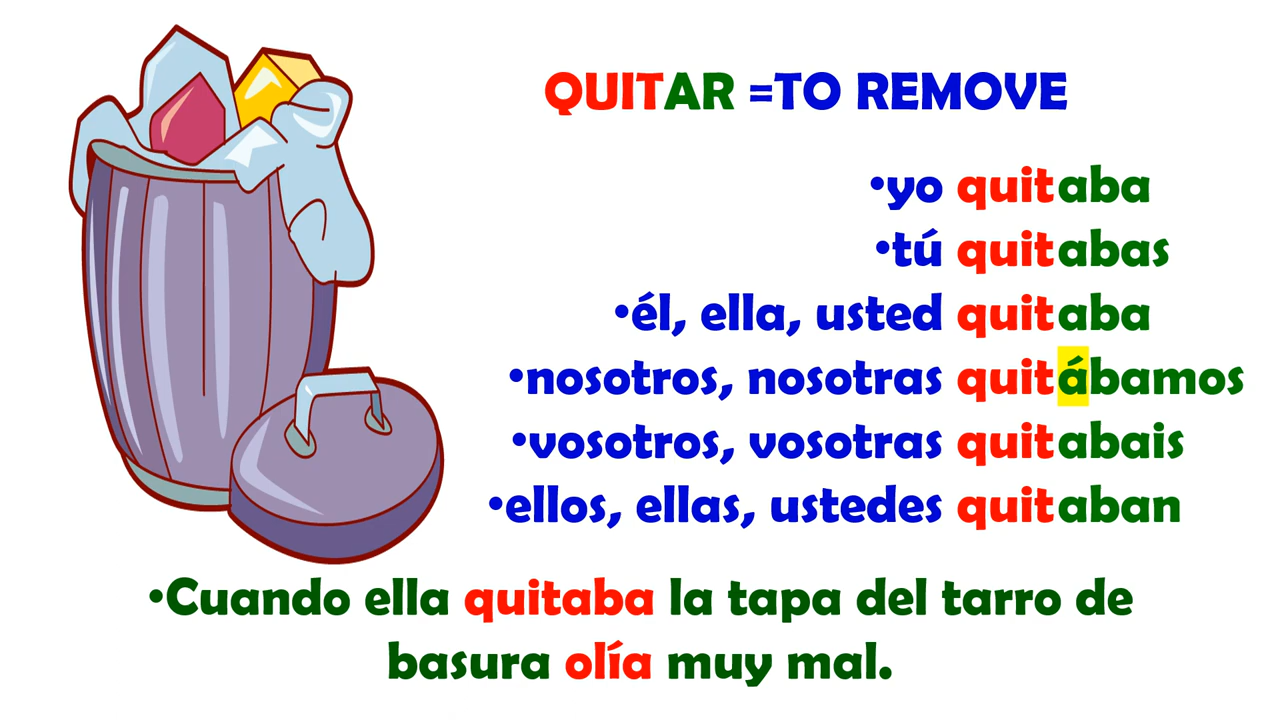 QUITAR =TO REMOVE
•yo quitaba
•tú quitabas
•él, ella, usted quitaba
•nosotros, nosotras quitábamos
•vosotros, vosotras quitabais
•ellos, ellas, ustedes quitaban
•Cuando ella quitaba la tapa del tarro de
basura olía muy mal.